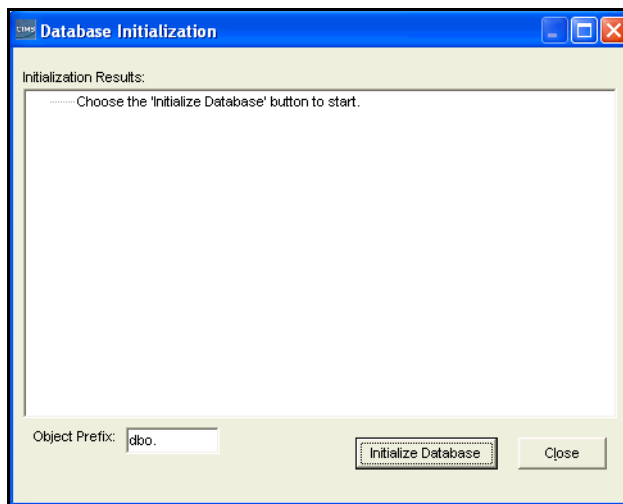 CIMS Database Initialization
Initialization Results:
Choose the 'Initialize Database' button to start.
Object Prefix: dbo. Initialize Database Close